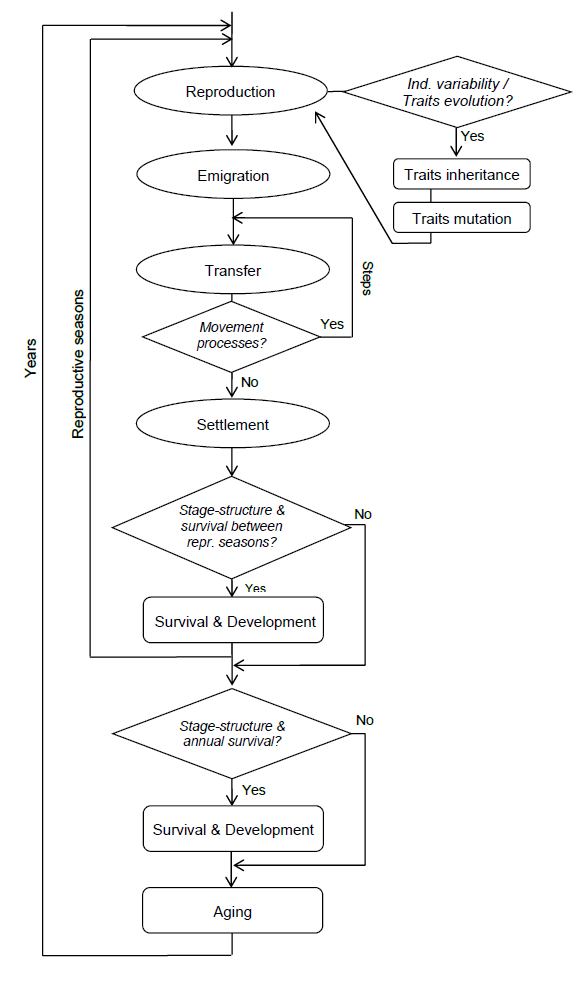 Reproduction
Ind. variability /
Traits evolution?
Yes
Traits inheritance
Traits mutation
Emigration
Transfer
Steps
Movement
processes?
Yes
No
Settlement
Stage-structure &
survival between
repr. seasons?
No
Yes
Survival & Development
Reproductive seasons
Years
Stage-structure &
annual survival?
No
Yes
Survival & Development
Aging